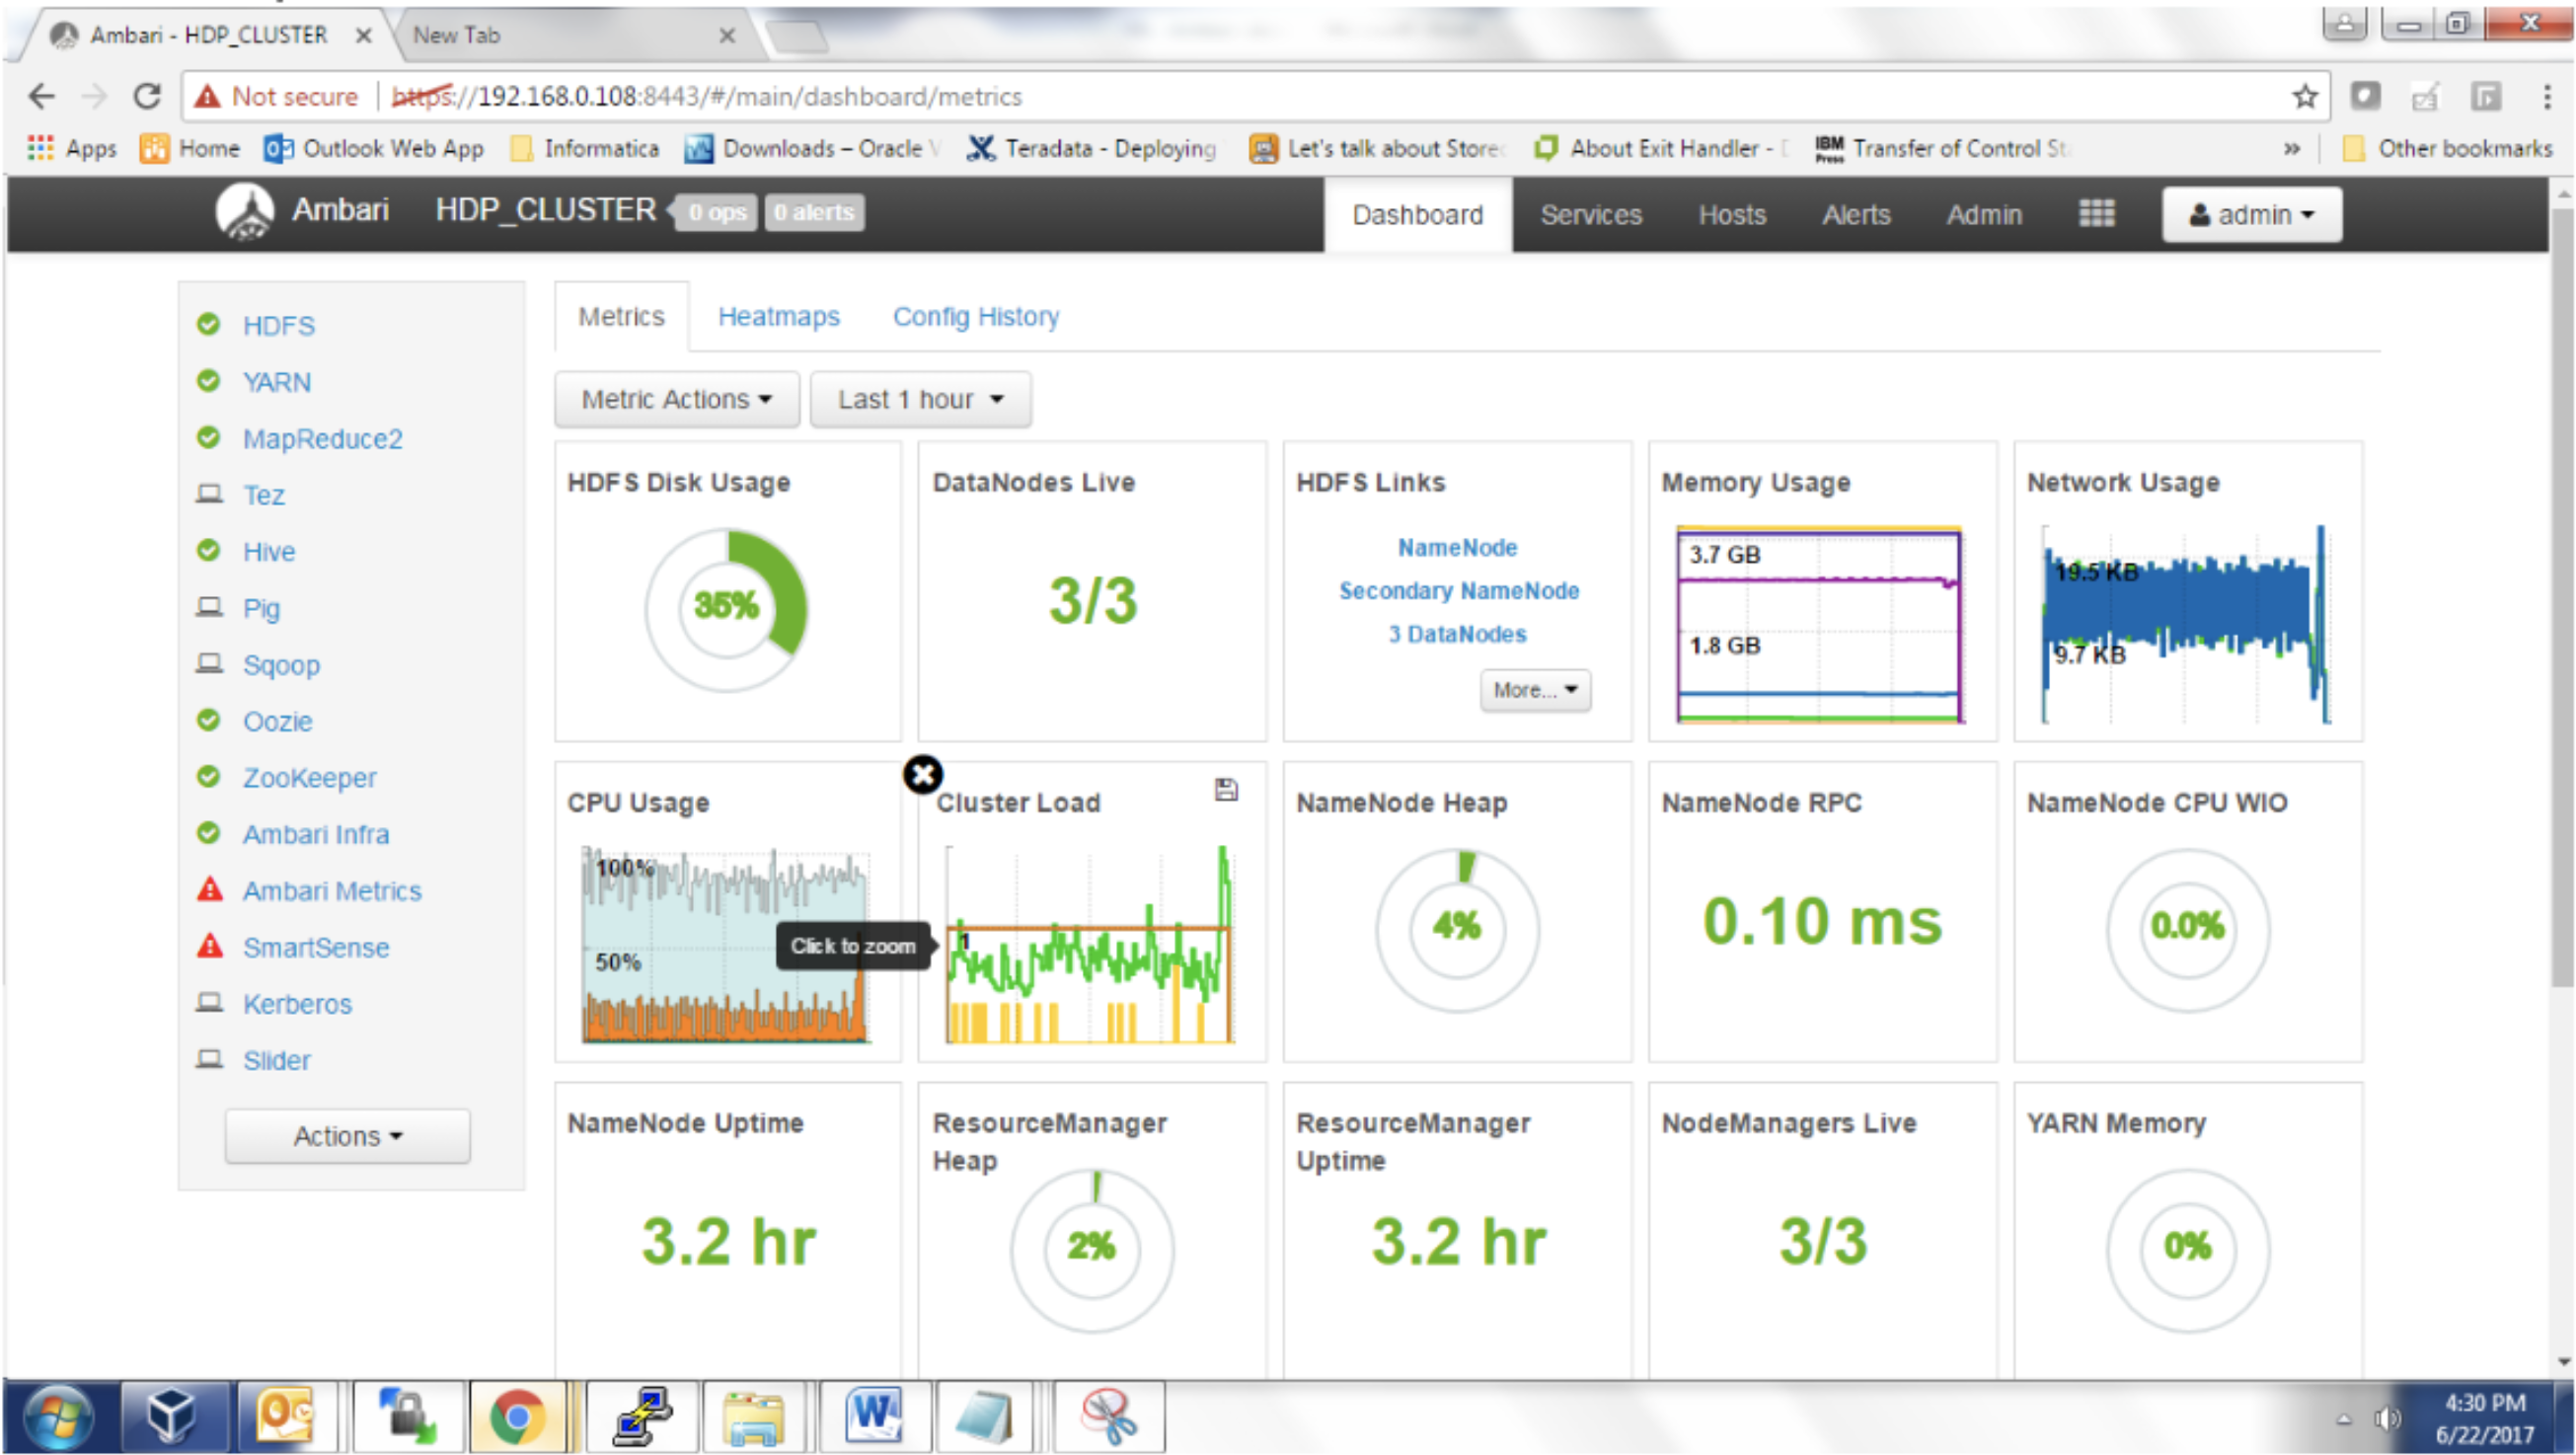 Ambari - HDP_CLUSTER
New Tab
Not secure https://192.168.0.108:8443/#/main/dashboard/metrics
Apps Home Outlook Web App Informatica Downloads – Oracle V Teradata - Deploying Let's talk about Store About Exit Handler - IBM Press Transfer of Control St » Other bookmarks
Ambari HDP_CLUSTER 0 ops 0 alerts Dashboard Services Hosts Alerts Admin admin
HDFS
YARN
MapReduce2
Tez
Hive
Pig
Sqoop
Oozie
ZooKeeper
Ambari Infra
Ambari Metrics
SmartSense
Kerberos
Slider
Actions
Metrics Heatmaps Config History
Metric Actions Last 1 hour
HDFS Disk Usage
35%
DataNodes Live
3/3
HDFS Links
NameNode
Secondary NameNode
3 DataNodes
More...
Memory Usage
3.7 GB
1.8 GB
Network Usage
19.5 KB
9.7 KB
CPU Usage
100%
50%
Click to zoom
Cluster Load
1
NameNode Heap
4%
NameNode RPC
0.10 ms
NameNode CPU WIO
0.0%
NameNode Uptime
3.2 hr
ResourceManager
Heap
2%
ResourceManager
Uptime
3.2 hr
NodeManagers Live
3/3
YARN Memory
0%
4:30 PM
6/22/2017